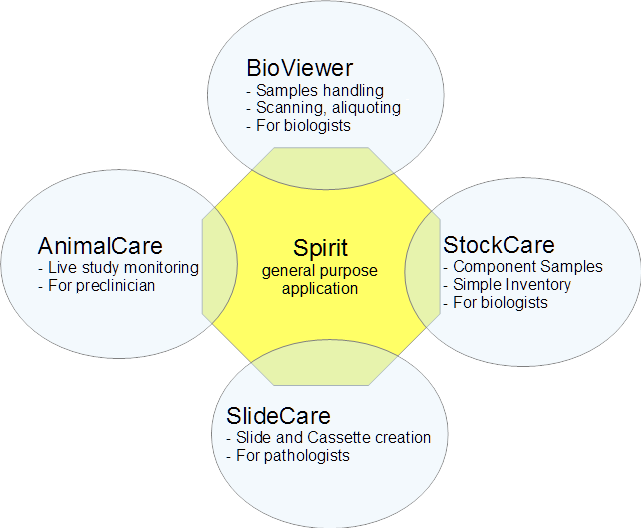 BioViewer
- Samples handling
- Scanning, aliquoting
- For biologists
AnimalCare
- Live study monitoring
- For preclinician
Spirit
general purpose
application
StockCare
- Component Samples
- Simple Inventory
- For biologists
SlideCare
- Slide and Cassette creation
- For pathologists